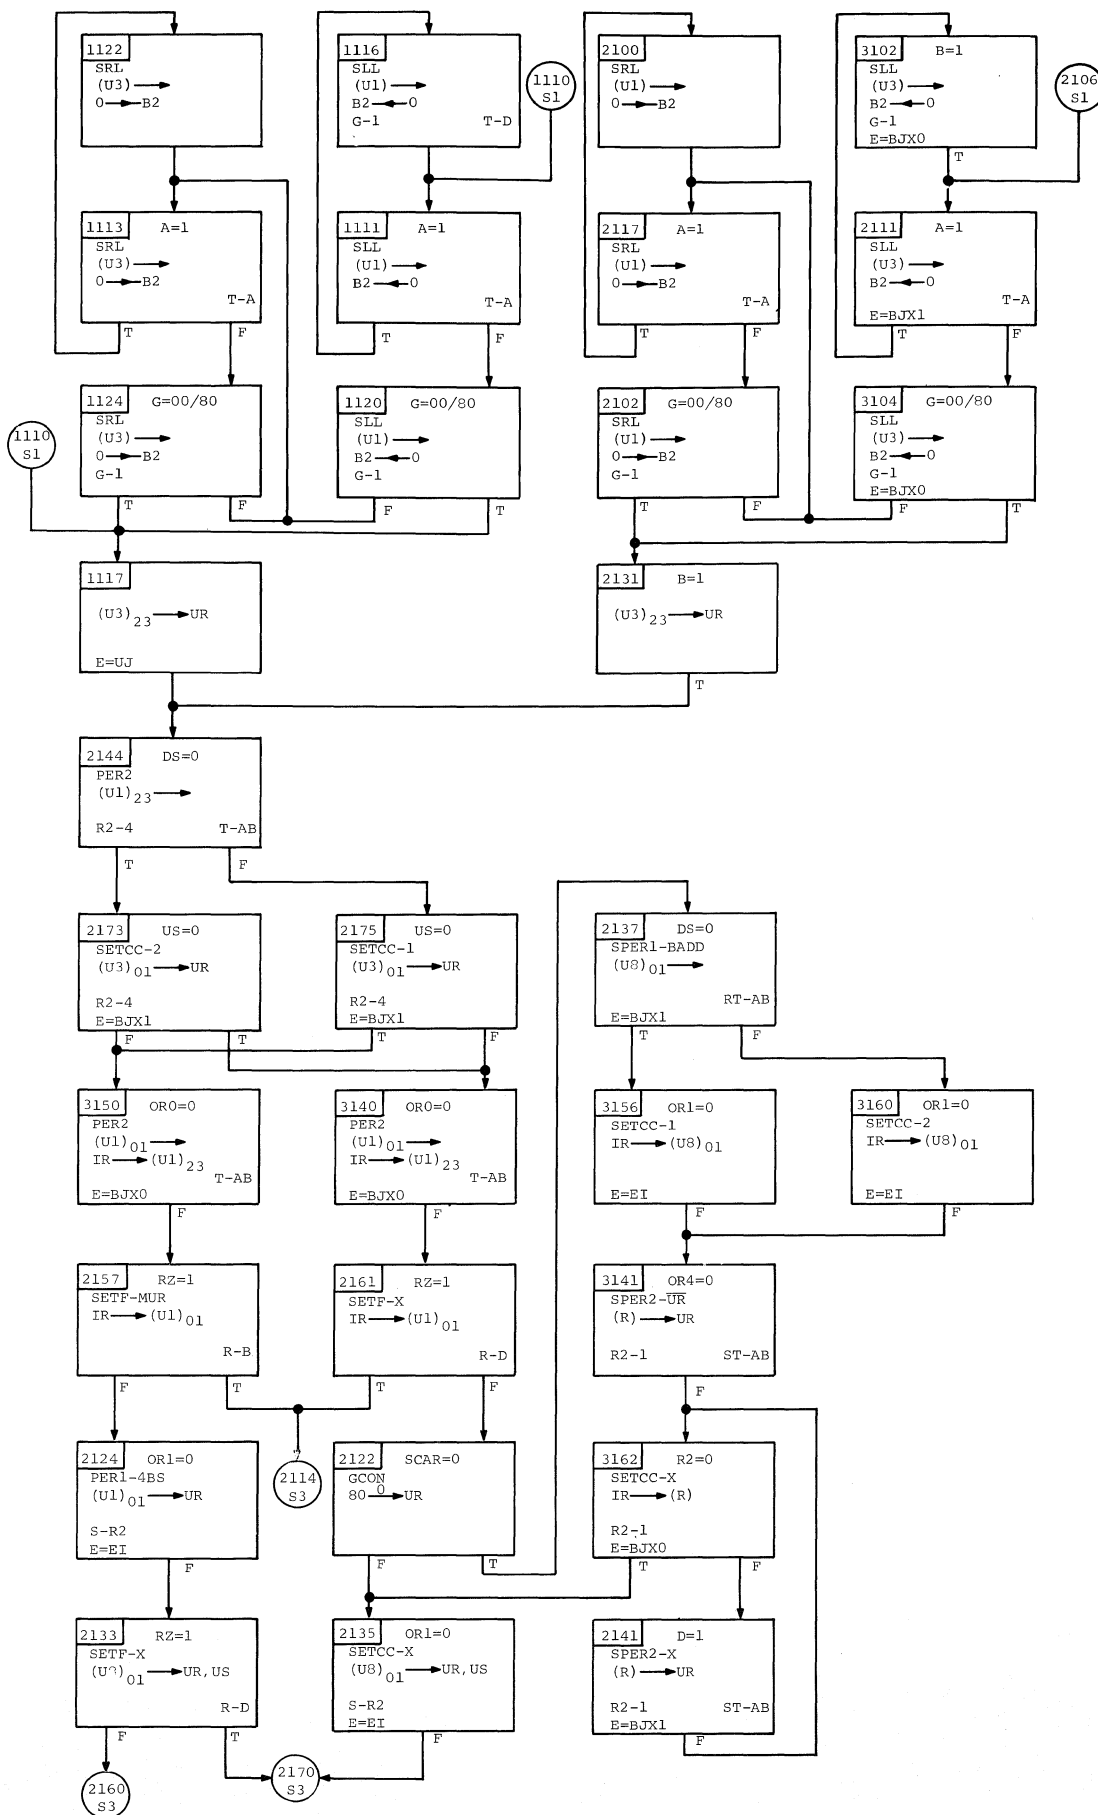 1122
SRL
(U3)
0 B2
1116
SLL
(U1)
B2 0
G-1 T-D
1110
S1
2100
SRL
(U1)
0 B2
3102 B=1
SLL
(U3)
B2 0
G-1
E=BJX0
T
2106
S1
1113 A=1
SRL
(U3)
0 B2
T-A
T F
1111 A=1
SLL
(U1)
B2 0
T-A
T F
2117 A=1
SRL
(U1)
0 B2
T-A
T F
2111 A=1
SLL
(U3)
B2 0
T-A
E=BJX1
T F
1110
S1
1124 G=00/80
SRL
(U3)
0 B2
G-1
T F
1120 G=00/80
SLL
(U1)
B2 0
G-1
F T
2102 G=00/80
SRL
(U1)
0 B2
G-1
T F
3104 G=00/80
SLL
(U3)
B2 0
G-1
E=BJX0
F T
1117
(U3)23 UR
E=UJ
2131 B=1
(U3)23 UR
T
2144 DS=0
PER2
(U1)23
R2-4 T-AB
T F
2173 US=0
SETCC-2
(U3)01 UR
R2-4
E=BJX1
F T
2175 US=0
SETCC-1
(U3)01 UR
R2-4
E=BJX1
T F
2137 DS=0
SPER1-BADD
(U8)01
RT-AB
E=BJX1
T F
3150 OR0=0
PER2
(U1)01
IR (U1)23
T-AB
E=BJX0
F
3140 OR0=0
PER2
(U1)01
IR (U1)23
T-AB
E=BJX0
F
3156 OR1=0
SETCC-1
IR (U8)01
E=EI
F
3160 OR1=0
SETCC-2
IR (U8)01
E=EI
F
2157 RZ=1
SETF-MUR
IR (U1)01
R-B
F T
2161 RZ=1
SETF-X
IR (U1)01
R-D
T F
3141 OR4=0
SPER2-U̅R̅
(R) UR
R2-1 ST-AB
F
2124 OR1=0
PER1-4BS
(U1)01 UR
S-R2
E=EI
F
2114
S3
2122 SCAR=0
GCON
80 0 UR
F T
3162 R2=0
SETCC-X
IR (R)
R2-1
E=BJX0
T F
2133 RZ=1
SETF-X
01 UR,US
R-D
F T
2135 OR1=0
SETCC-X
(U8)01 UR,US
S-R2
E=EI
F
2141 D=1
SPER2-X
(R) UR
R2-1 ST-AB
E=BJX1
F
2160
S3
2170
S3